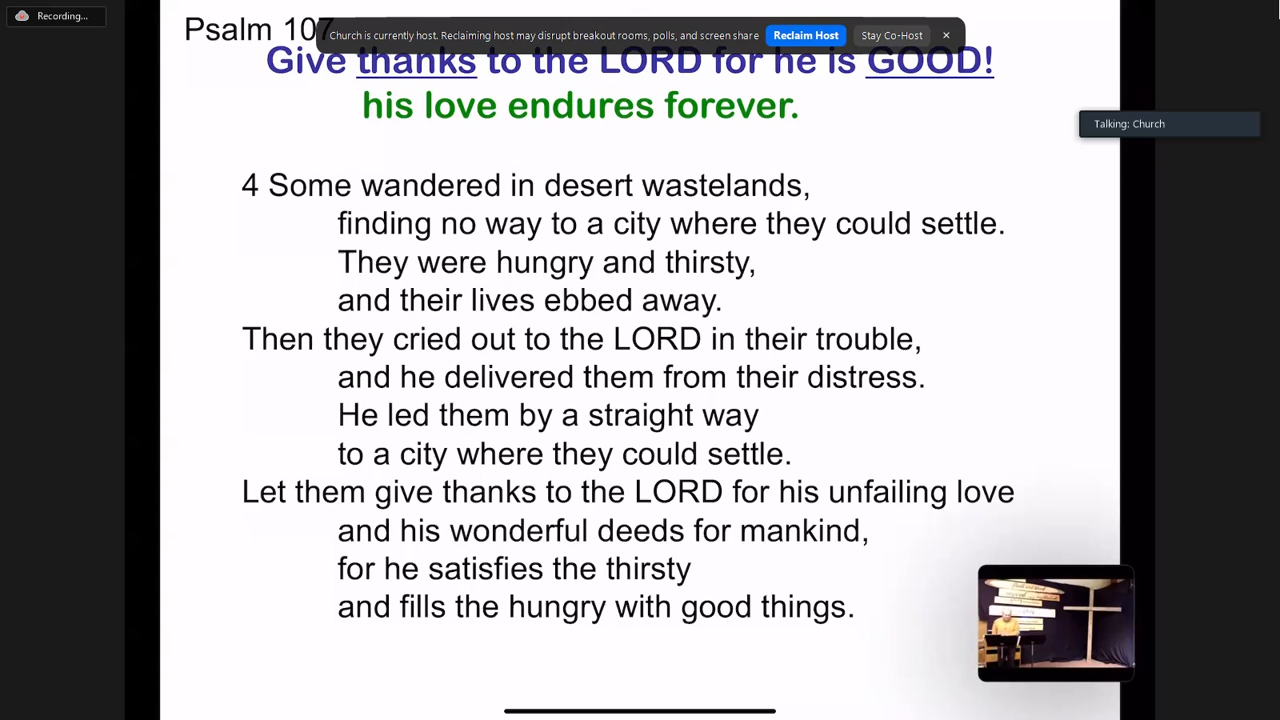 Recording...
Psalm 107
Church is currently host. Reclaiming host may disrupt breakout rooms, polls, and screen share
Reclaim Host
Stay Co-Host
Give thanks to the LORD for he is GOOD!
his love endures forever.
Talking: Church
4 Some wandered in desert wastelands,
finding no way to a city where they could settle.
They were hungry and thirsty,
and their lives ebbed away.
Then they cried out to the LORD in their trouble,
and he delivered them from their distress.
He led them by a straight way
to a city where they could settle.
Let them give thanks to the LORD for his unfailing love
and his wonderful deeds for mankind,
for he satisfies the thirsty
and fills the hungry with good things.